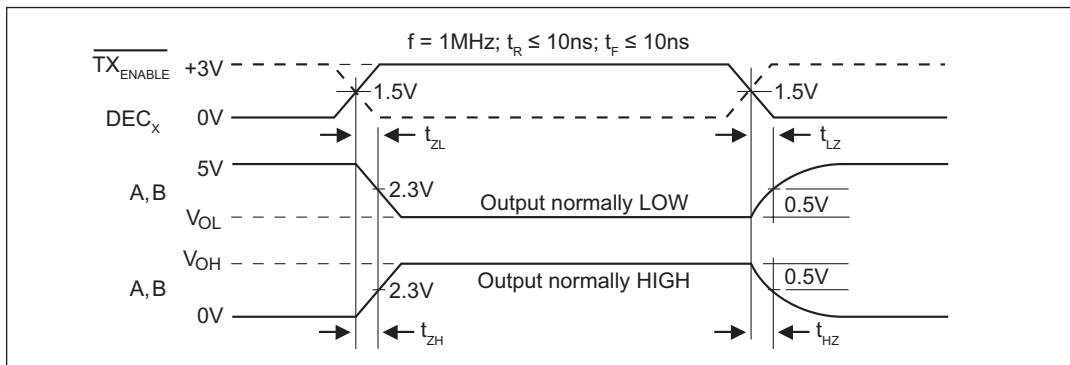 f = 1MHz; tR ≤ 10ns; tF ≤ 10ns
TXENABLE
+3V
1.5V
1.5V
DECx
0V
tZL
tLZ
5V
A,B
2.3V
Output normally LOW
0.5V
VOL
VOH
A,B
2.3V
Output normally HIGH
0.5V
0V
tZH
tHZ